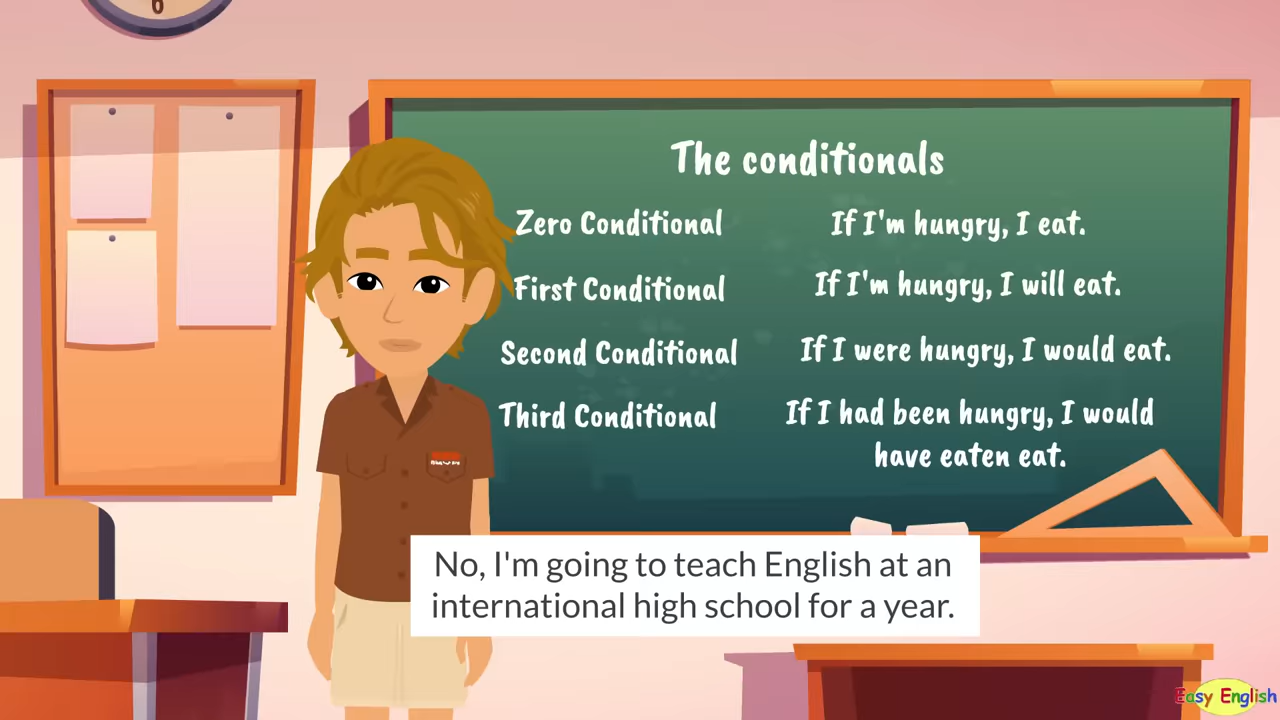 6
The conditionals
Zero Conditional If I'm hungry, I eat.
First Conditional If I'm hungry, I will eat.
Second Conditional If I were hungry, I would eat.
Third Conditional If I had been hungry, I would
have eaten eat.
No, I'm going to teach English at an
international high school for a year.
Easy English